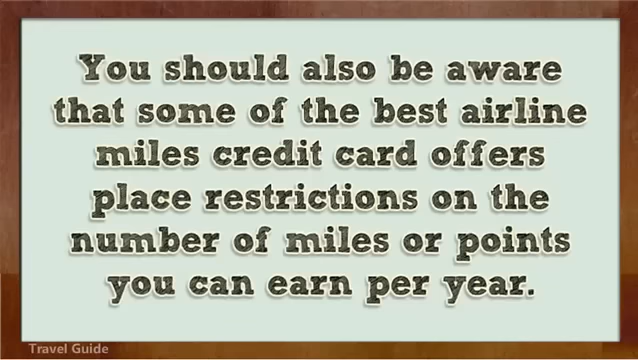 You should also be aware
that some of the best airline
miles credit card offers
place restrictions on the
number of miles or points
you can earn per year.
Travel Guide